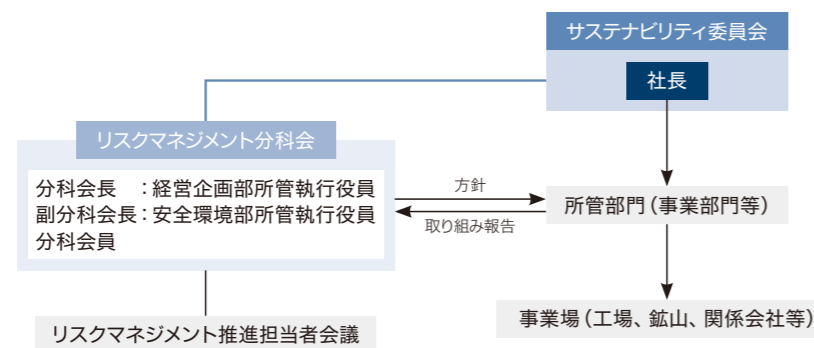 サステナビリティ委員会
社長
リスクマネジメント分科会
分科会長　：経営企画部所管執行役員
副分科会長：安全環境部所管執行役員
分科会員
方針
取り組み報告
所管部門（事業部門等）
事業場（工場、鉱山、関係会社等）
リスクマネジメント推進担当者会議